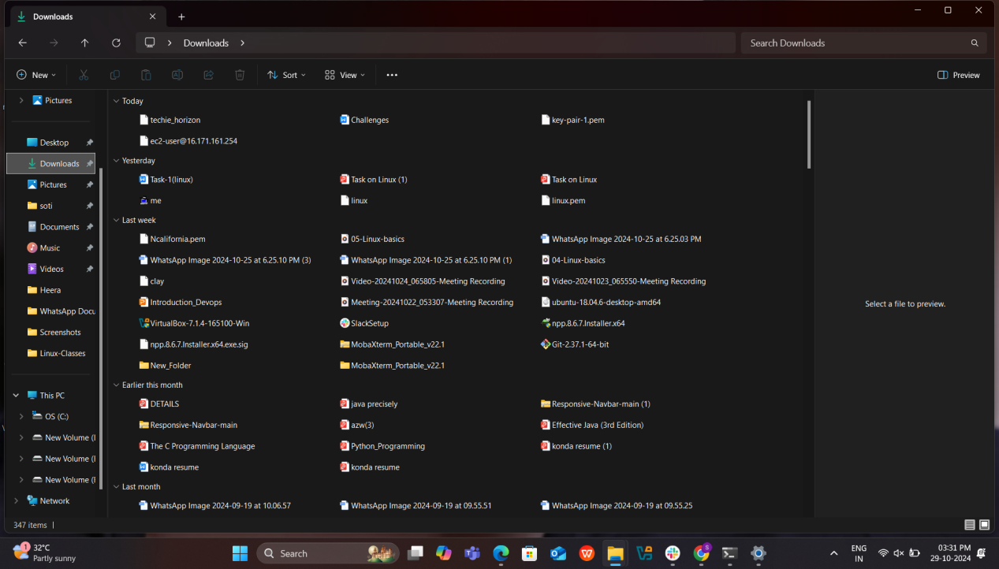 Downloads
Downloads
Search Downloads
New
Sort
View
Preview
Pictures
Desktop
Downloads
Pictures
soti
Documents
Music
Videos
Heera
WhatsApp Docu
Screenshots
Linux-Classes
This PC
OS (C:)
New Volume (
New Volume (
New Volume (
Network
Today
techie_horizon Challenges key-pair-1.pem
ec2-user@16.171.161.254
Yesterday
Task-1(linux) Task on Linux (1) Task on Linux
me linux linux.pem
Last week
Ncalifornia.pem 05-Linux-basics WhatsApp Image 2024-10-25 at 6.25.03 PM
WhatsApp Image 2024-10-25 at 6.25.10 PM (3) WhatsApp Image 2024-10-25 at 6.25.10 PM (1) 04-Linux-basics
clay Video-20241024_065805-Meeting Recording Video-20241023_065550-Meeting Recording
Introduction_Devops Meeting-20241022_053307-Meeting Recording ubuntu-18.04.6-desktop-amd64
VirtualBox-7.1.4-165100-Win SlackSetup npp.8.6.7.Installer.x64
npp.8.6.7.Installer.x64.exe.sig MobaXterm_Portable_v22.1 Git-2.37.1-64-bit
New_Folder MobaXterm_Portable_v22.1
Earlier this month
DETAILS java precisely Responsive-Navbar-main (1)
Responsive-Navbar-main azw(3) Effective Java (3rd Edition)
The C Programming Language Python_Programming konda resume (1)
konda resume konda resume
Last month
WhatsApp Image 2024-09-19 at 10.06.57 WhatsApp Image 2024-09-19 at 09.55.51 WhatsApp Image 2024-09-19 at 09.55.25
Select a file to preview.
347 items
1
32°C
Partly sunny
Search
S
ENG
IN
03:31 PM
29-10-2024